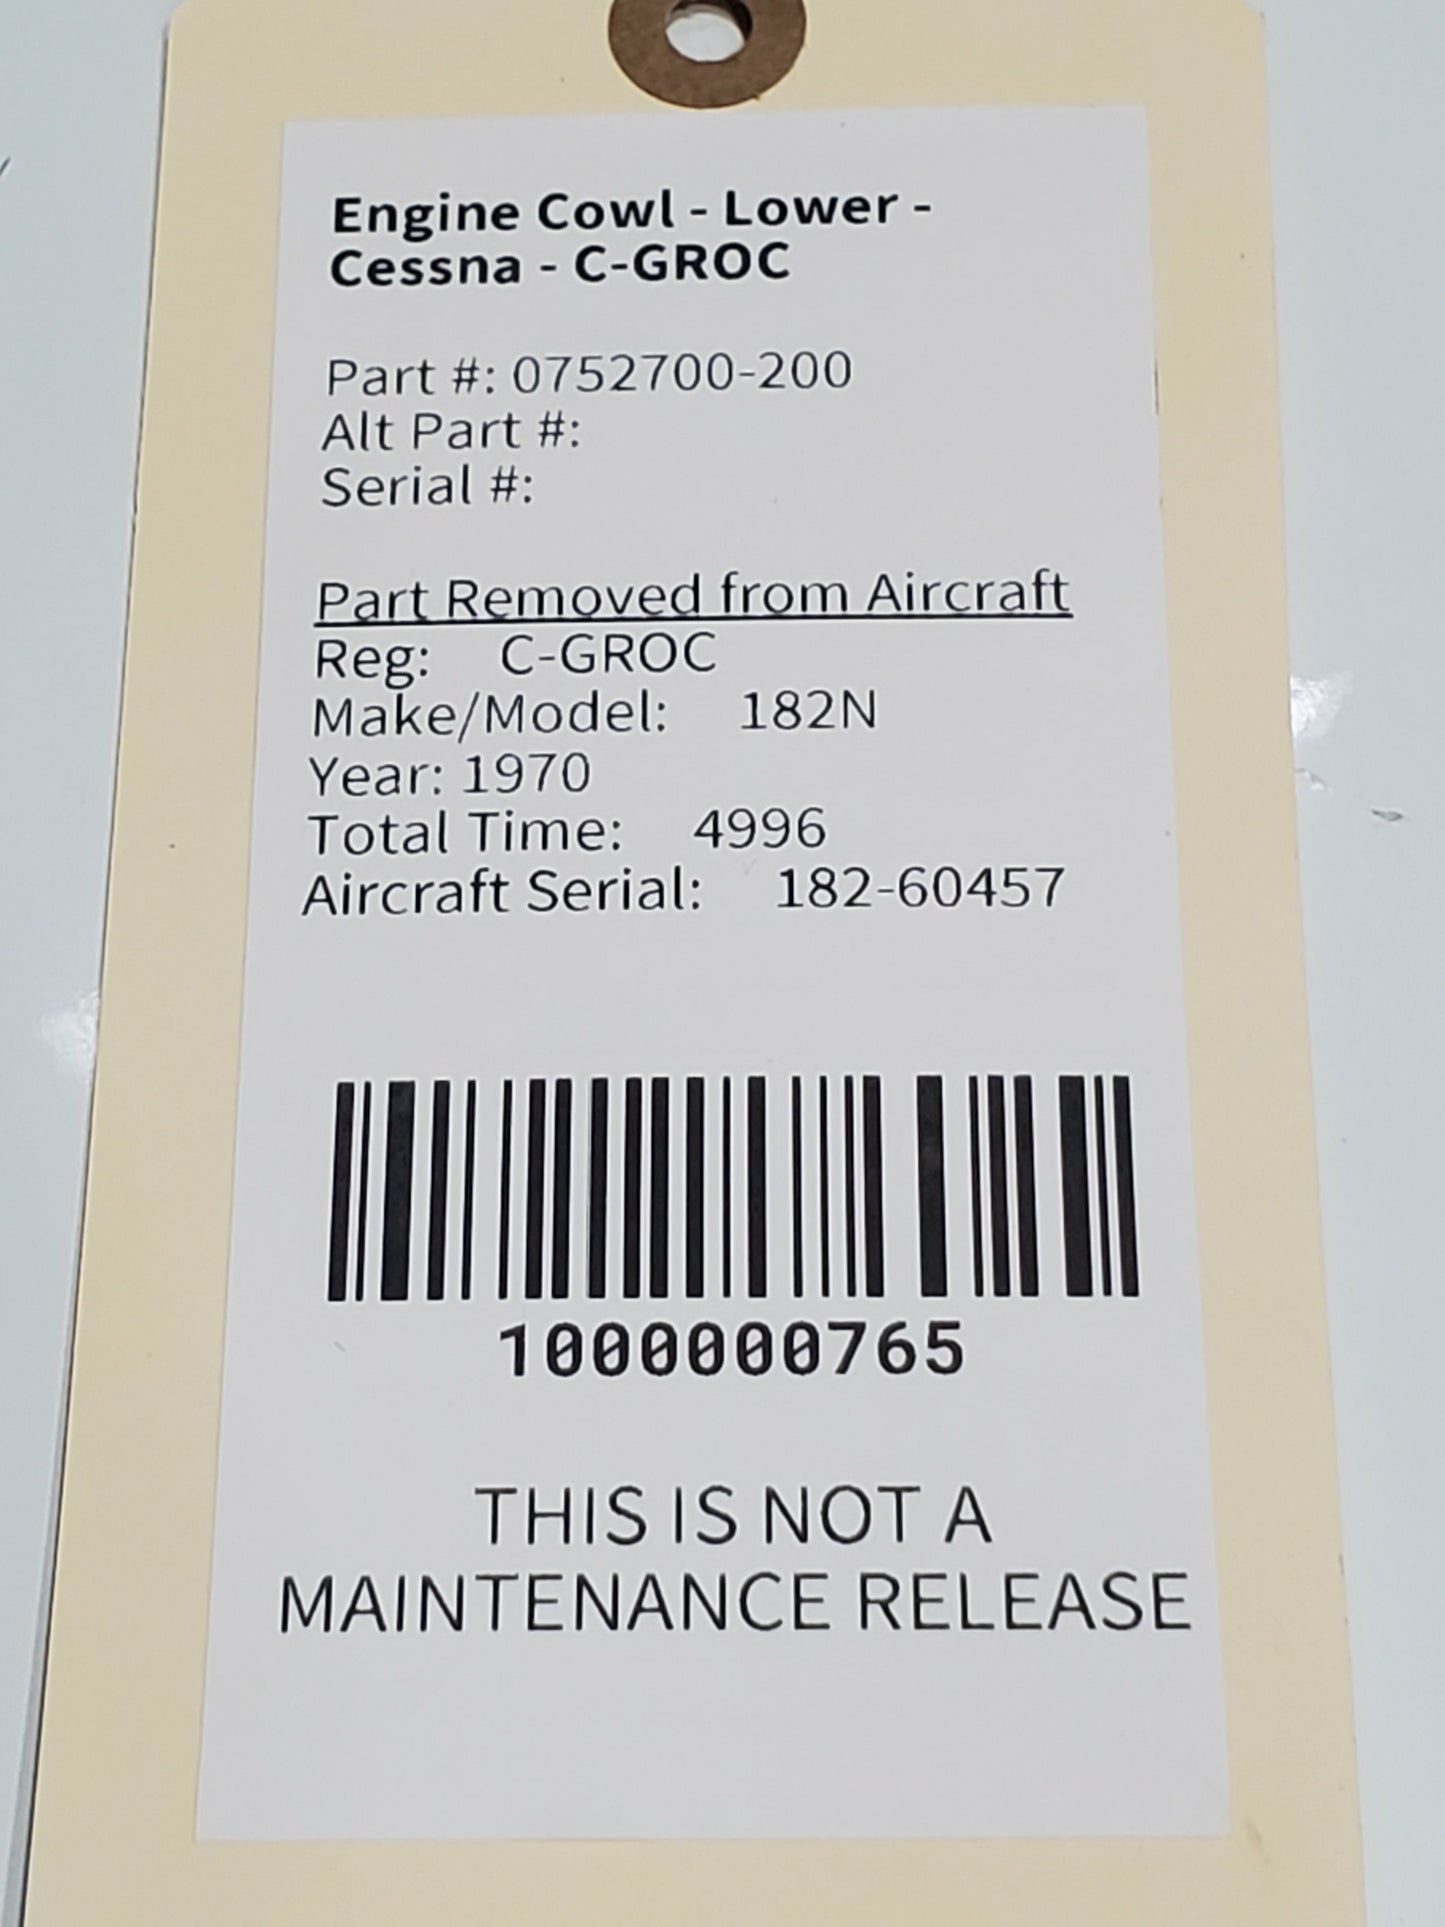 Engine Cowl - Lower -
Cessna - C-GROC
Part #: 0752700-200
Alt Part #:
Serial #:
Part Removed from Aircraft
Reg: C-GROC
Make/Model: 182N
Year: 1970
Total Time: 4996
Aircraft Serial: 182-60457
1000000765
THIS IS NOT A
MAINTENANCE RELEASE